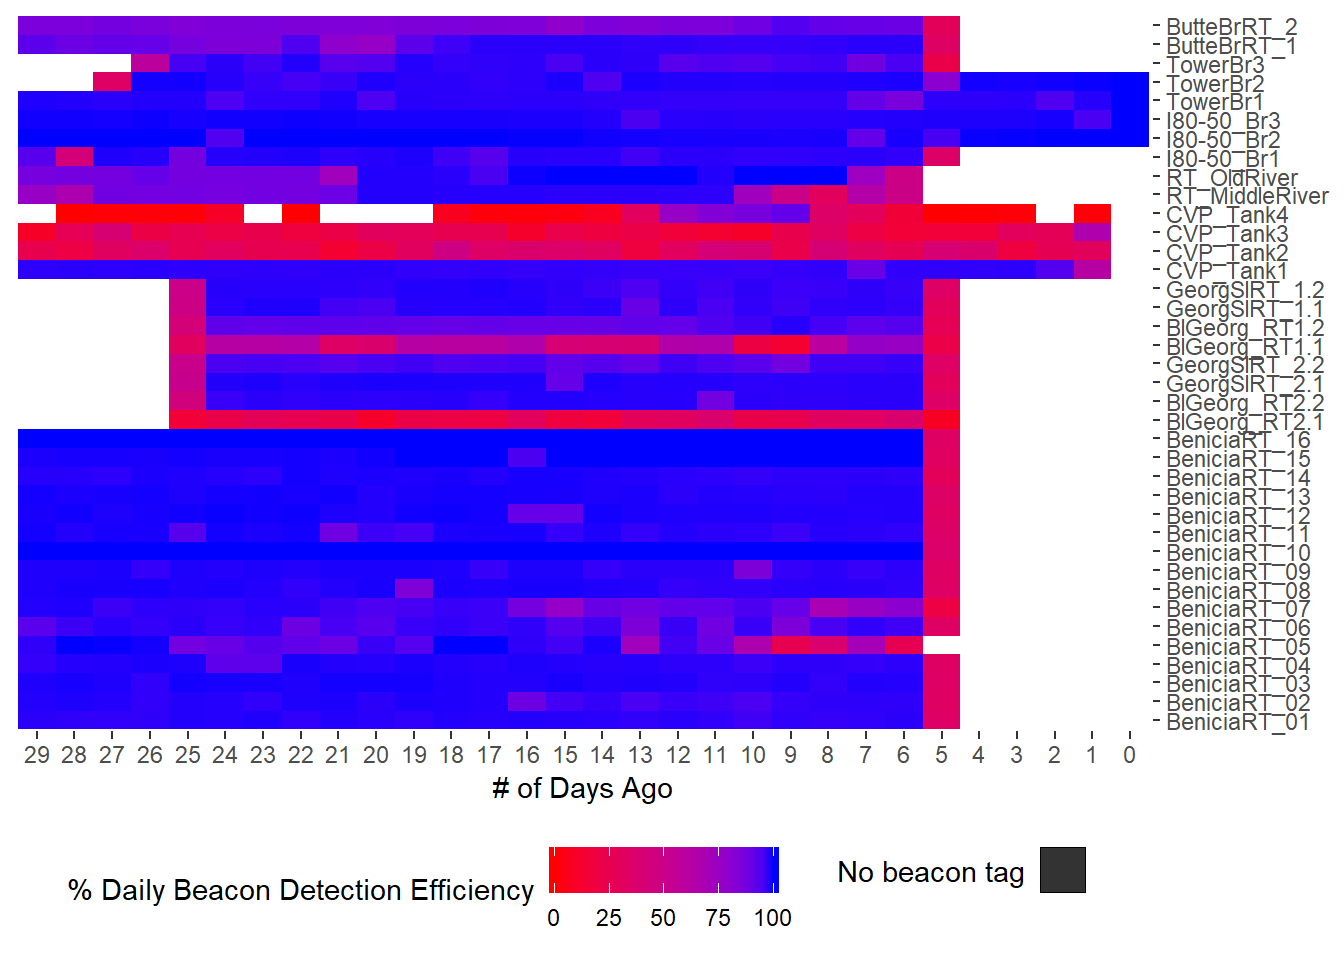 ButteBrRT_2
ButteBrRT_1
TowerBr3
TowerBr2
TowerBr1
I80-50_Br3
I80-50_Br2
I80-50_Br1
RT_OldRiver
RT_MiddleRiver
CVP_Tank4
CVP_Tank3
CVP_Tank2
CVP_Tank1
GeorgSlRT_1.2
GeorgSlRT_1.1
BlGeorg_RT1.2
BlGeorg_RT1.1
GeorgSlRT_2.2
GeorgSlRT_2.1
BlGeorg_RT2.2
BlGeorg_RT2.1
BeniciaRT_16
BeniciaRT_15
BeniciaRT_14
BeniciaRT_13
BeniciaRT_12
BeniciaRT_11
BeniciaRT_10
BeniciaRT_09
BeniciaRT_08
BeniciaRT_07
BeniciaRT_06
BeniciaRT_05
BeniciaRT_04
BeniciaRT_03
BeniciaRT_02
BeniciaRT_01
29 28 27 26 25 24 23 22 21 20 19 18 17 16 15 14 13 12 11 10 9 8 7 6 5 4 3 2 1 0
# of Days Ago
% Daily Beacon Detection Efficiency
0 25 50 75 100
No beacon tag